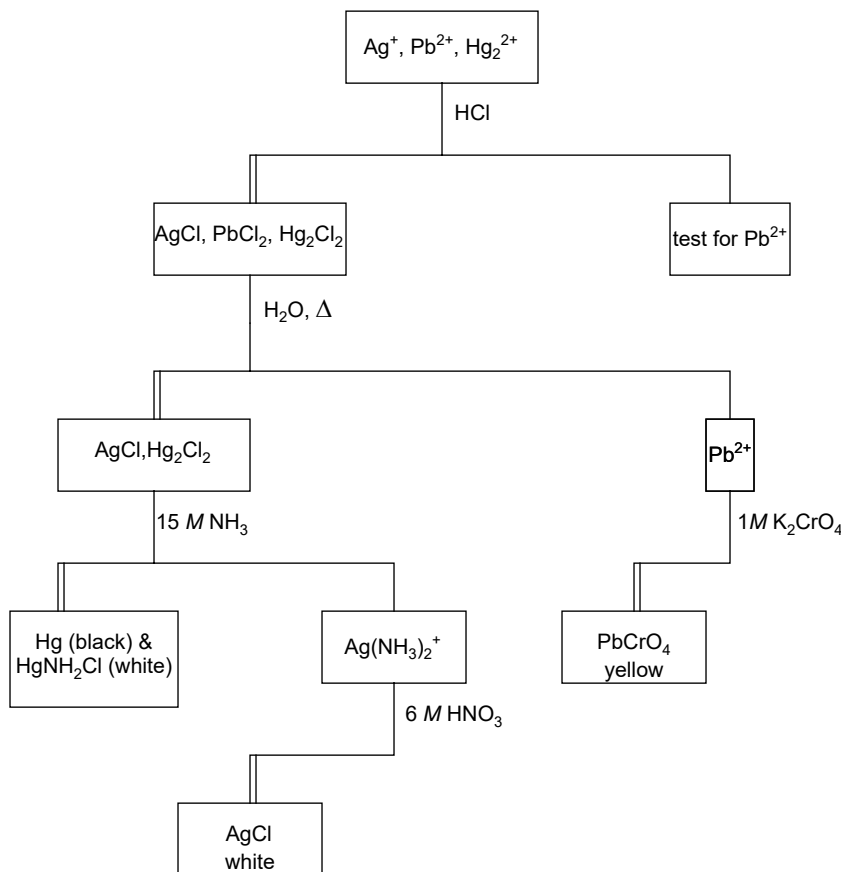 Ag⁺, Pb²⁺, Hg₂²⁺
HCl
AgCl, PbCl₂, Hg₂Cl₂
test for Pb²⁺
H₂O, Δ
AgCl,Hg₂Cl₂
Pb²⁺
15 M NH₃
1M K₂CrO₄
Hg (black) &
HgNH₂Cl (white)
Ag(NH₃)₂⁺
PbCrO₄
yellow
6 M HNO₃
AgCl
white